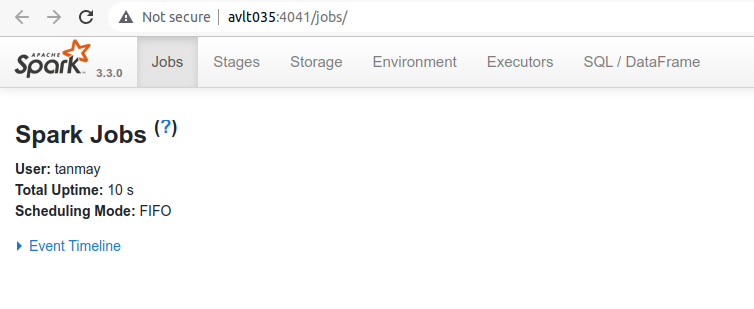 Not secure | avlt035:4041/jobs/
APACHE Spark 3.3.0 Jobs Stages Storage Environment Executors SQL / DataFrame
Spark Jobs (?)
User: tanmay
Total Uptime: 10 s
Scheduling Mode: FIFO
Event Timeline